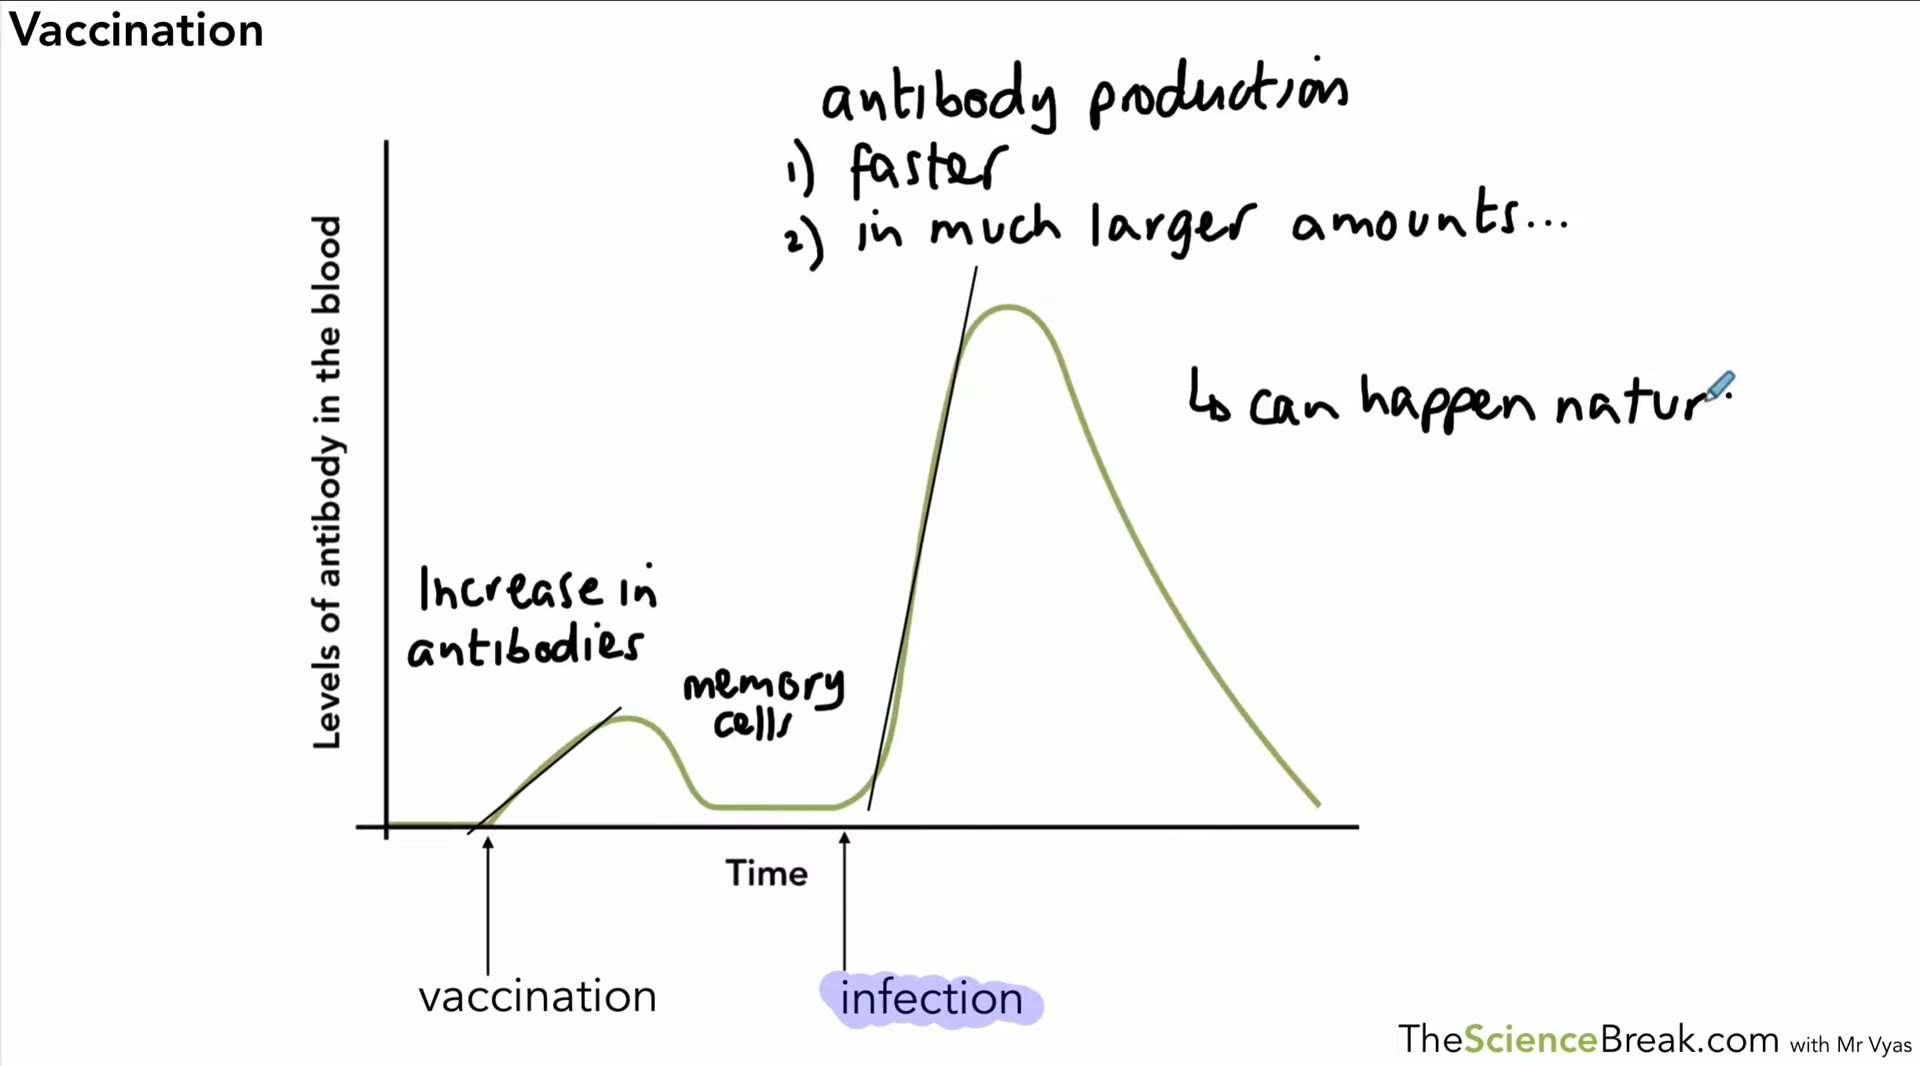 Vaccination
antibody production
1) faster
2) in much larger amounts...
↳ can happen natur
Levels of antibody in the blood
Increase in
antibodies
memory
cells
Time
vaccination
infection
TheScienceBreak.com with Mr Vyas